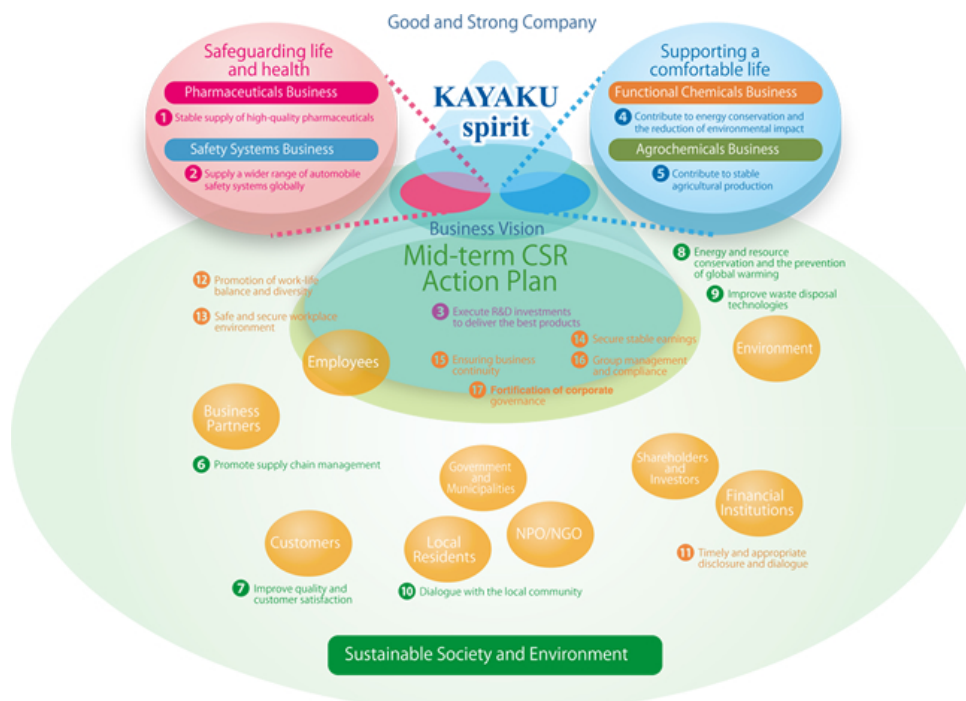 Good and Strong Company
Safeguarding life
and health
Pharmaceuticals Business
1 Stable supply of high-quality pharmaceuticals
Safety Systems Business
2 Supply a wider range of automobile
safety systems globally
KAYAKU
spirit
Supporting a
comfortable life
Functional Chemicals Business
4 Contribute to energy conservation and
the reduction of environmental impact
Agrochemicals Business
5 Contribute to stable
agricultural production
Business Vision
Mid-term CSR
Action Plan
3 Execute R&D investments
to deliver the best products
14 Secure stable earnings
15 Ensuring business
continuity
16 Group management
and compliance
17 Fortification of corporate
governance
12 Promotion of work-life
balance and diversity
13 Safe and secure workplace
environment
Employees
8 Energy and resource
conservation and the prevention
of global warming
9 Improve waste disposal
technologies
Environment
Business
Partners
6 Promote supply chain management
Government
and
Municipalities
Shareholders
and
Investors
Financial
Institutions
11 Timely and appropriate
disclosure and dialogue
Customers
7 Improve quality and
customer satisfaction
Local
Residents
NPO/NGO
10 Dialogue with the local community
Sustainable Society and Environment